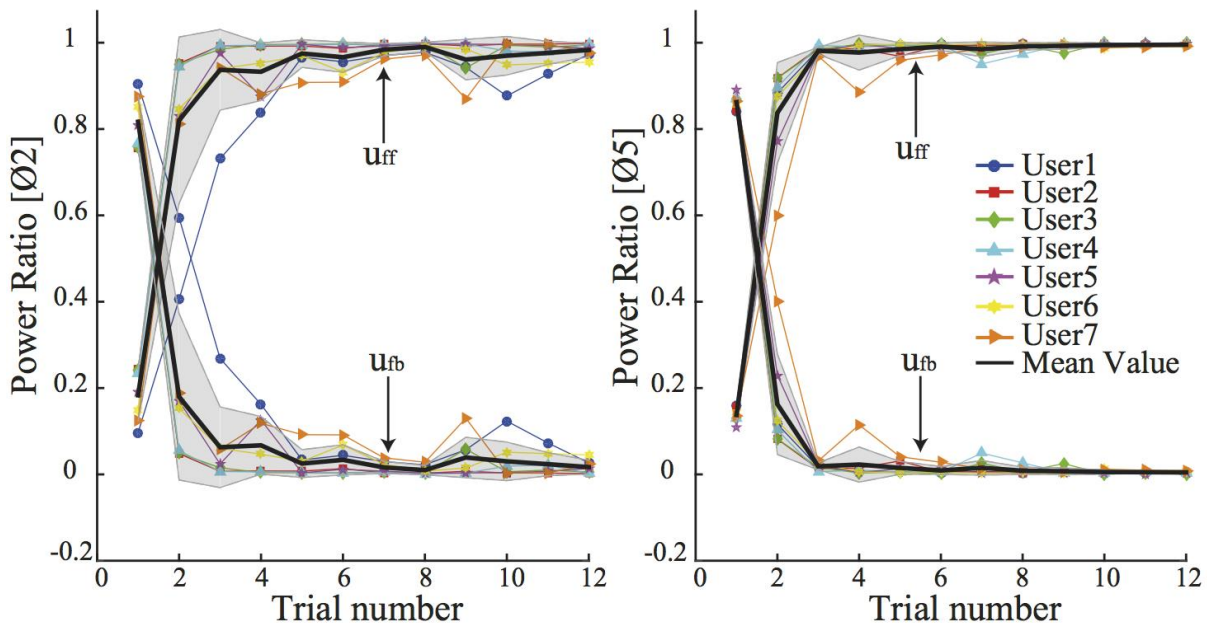 1
0.8
0.6
0.4
0.2
0
-0.2
Power Ratio [Ø2]
uff
ufb
0 2 4 6 8 10 12
Trial number
1
0.8
0.6
0.4
0.2
0
-0.2
Power Ratio [Ø5]
uff
ufb
User1
User2
User3
User4
User5
User6
User7
Mean Value
0 2 4 6 8 10 12
Trial number